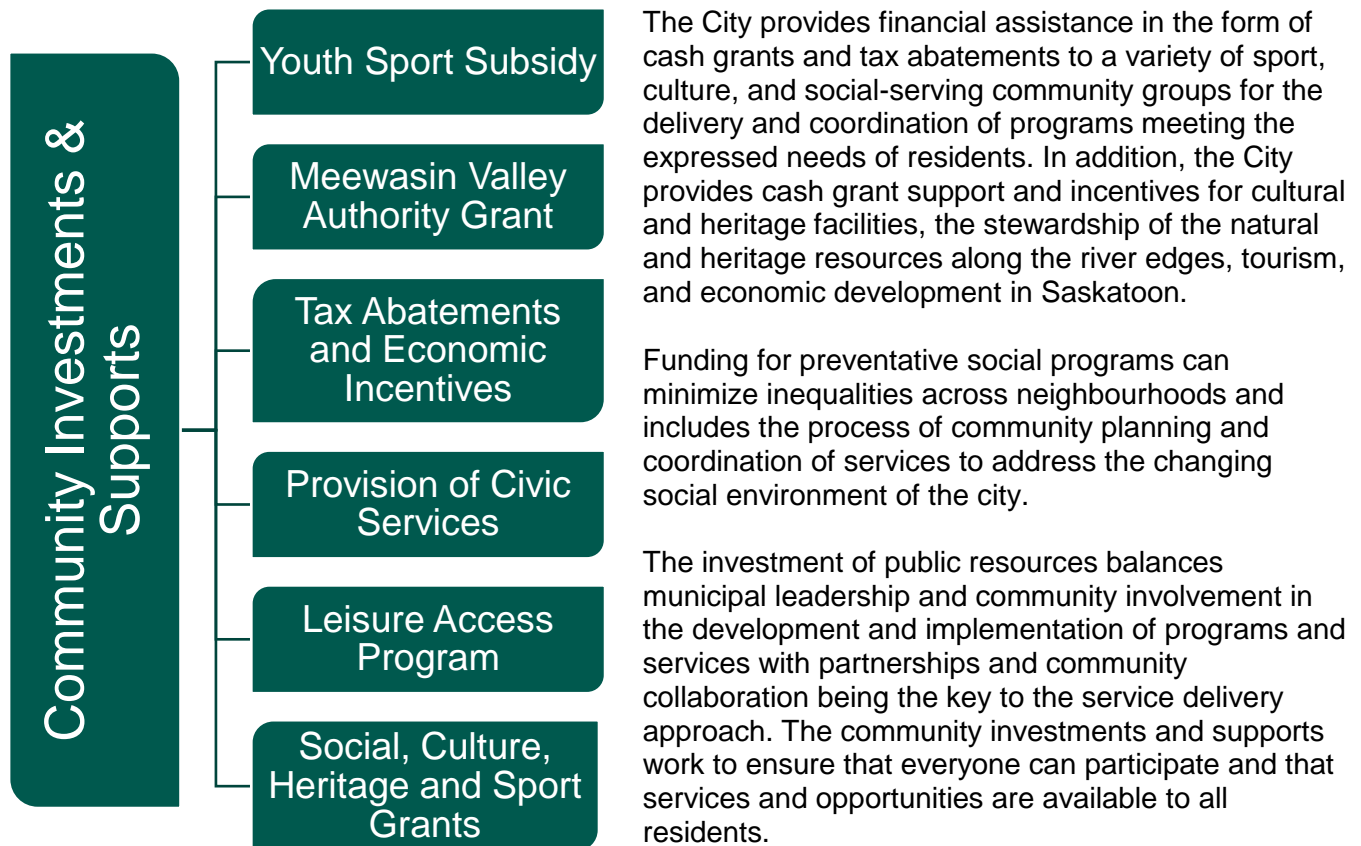 Community Investments &
Supports
Youth Sport Subsidy
Meewasin Valley
Authority Grant
Tax Abatements
and Economic
Incentives
Provision of Civic
Services
Leisure Access
Program
Social, Culture,
Heritage and Sport
Grants
The City provides financial assistance in the form of
cash grants and tax abatements to a variety of sport,
culture, and social-serving community groups for the
delivery and coordination of programs meeting the
expressed needs of residents. In addition, the City
provides cash grant support and incentives for cultural
and heritage facilities, the stewardship of the natural
and heritage resources along the river edges, tourism,
and economic development in Saskatoon.
Funding for preventative social programs can
minimize inequalities across neighbourhoods and
includes the process of community planning and
coordination of services to address the changing
social environment of the city.
The investment of public resources balances
municipal leadership and community involvement in
the development and implementation of programs and
services with partnerships and community
collaboration being the key to the service delivery
approach. The community investments and supports
work to ensure that everyone can participate and that
services and opportunities are available to all
residents.